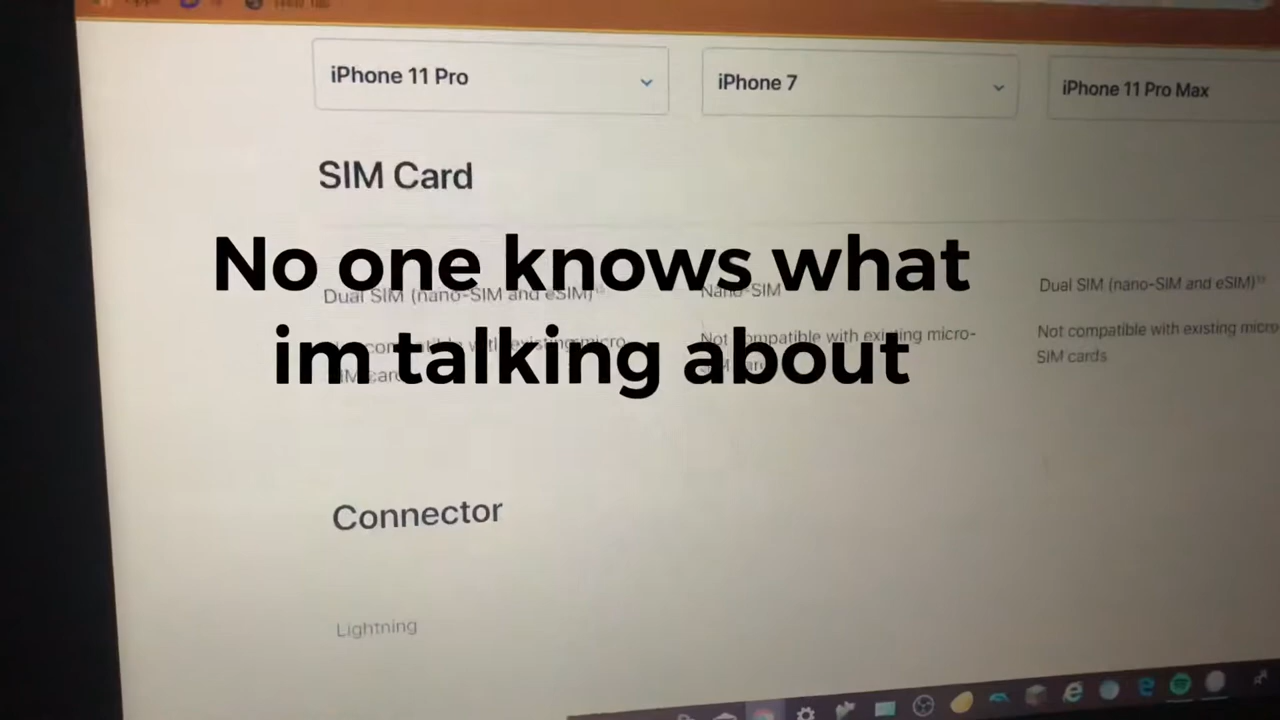 iPhone 11 Pro
iPhone 7
iPhone 11 Pro Max
SIM Card
No one knows what
im talking about
Dual SIM (nano-SIM and eSIM)
Nano-SIM
Dual SIM (nano-SIM and eSIM)
existing micro
Not compatible with existing micro-
Not compatible with existing micro
SIM cards
Connector
Lightning